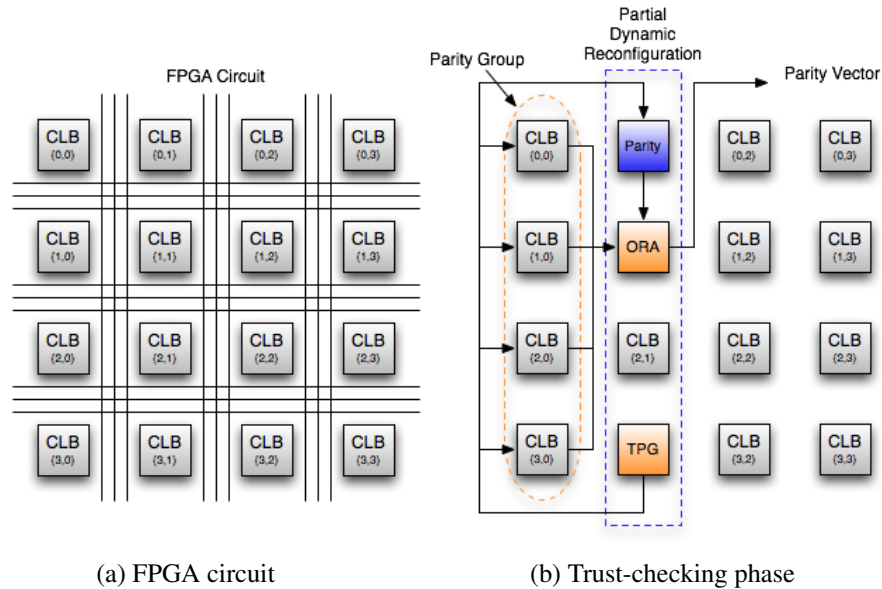 FPGA Circuit
CLB
{0,0}
CLB
{0,1}
CLB
{0,2}
CLB
{0,3}
CLB
{1,0}
CLB
{1,1}
CLB
{1,2}
CLB
{1,3}
CLB
{2,0}
CLB
{2,1}
CLB
{2,2}
CLB
{2,3}
CLB
{3,0}
CLB
{3,1}
CLB
{3,2}
CLB
{3,3}
(a) FPGA circuit
Partial
Dynamic
Reconfiguration
Parity Group
Parity Vector
CLB
{0,0}
Parity
CLB
{0,2}
CLB
{0,3}
CLB
{1,0}
ORA
CLB
{1,2}
CLB
{1,3}
CLB
{2,0}
CLB
{2,1}
CLB
{2,2}
CLB
{2,3}
CLB
{3,0}
TPG
CLB
{3,2}
CLB
{3,3}
(b) Trust-checking phase